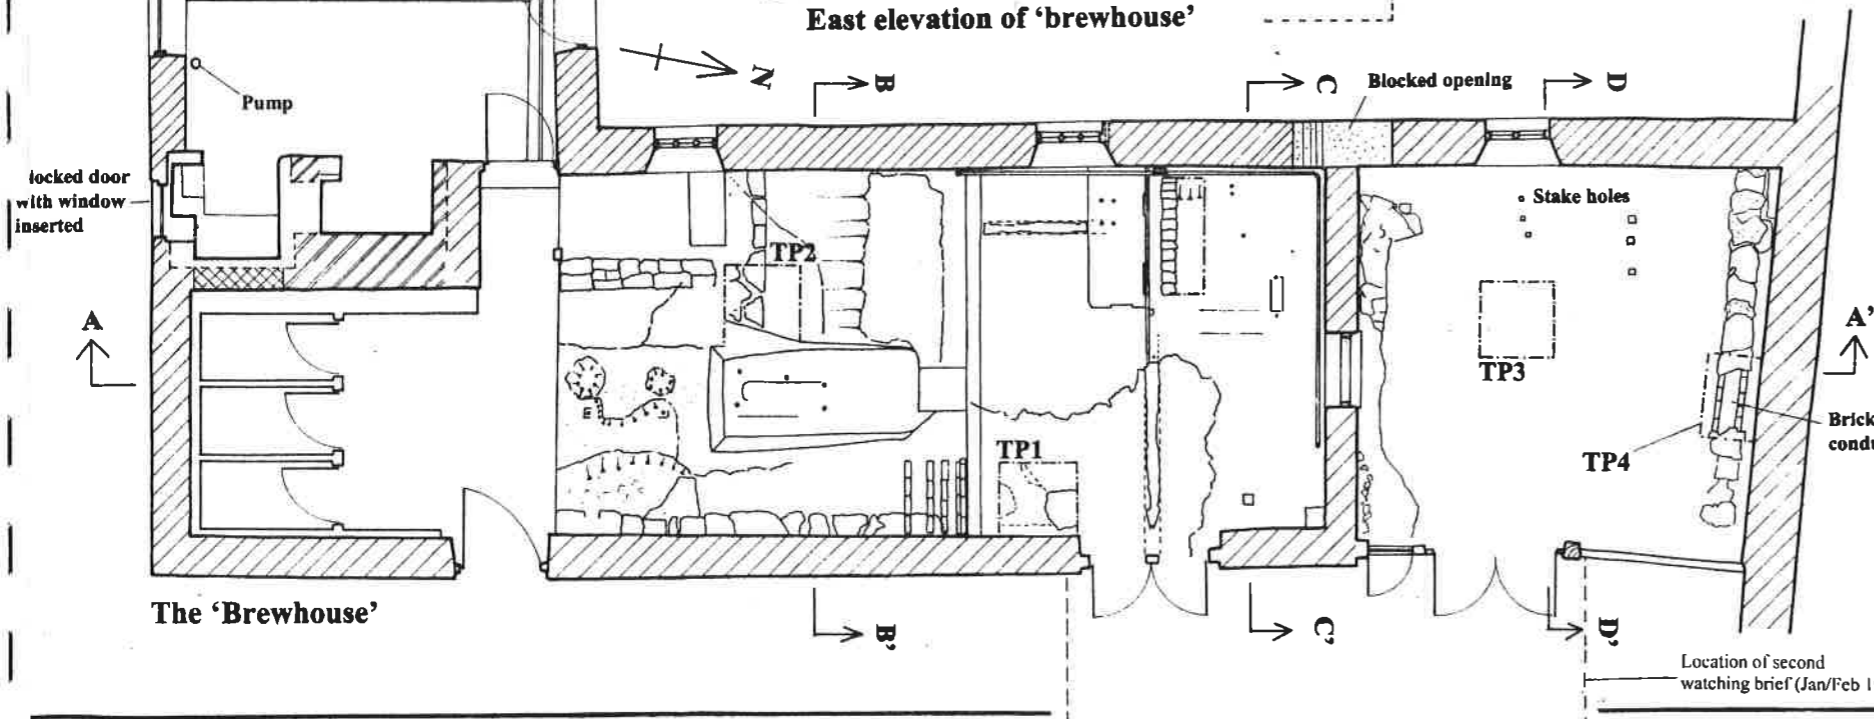 East elevation of ‘brewhouse’
N
B
C
Blocked opening
D
Pump
locked door
with window
inserted
Stake holes
TP2
A
A’
TP3
TP1
TP4
Brick
The ‘Brewhouse’
B’
C’
D’
Location of second
watching brief (Jan/Feb 1